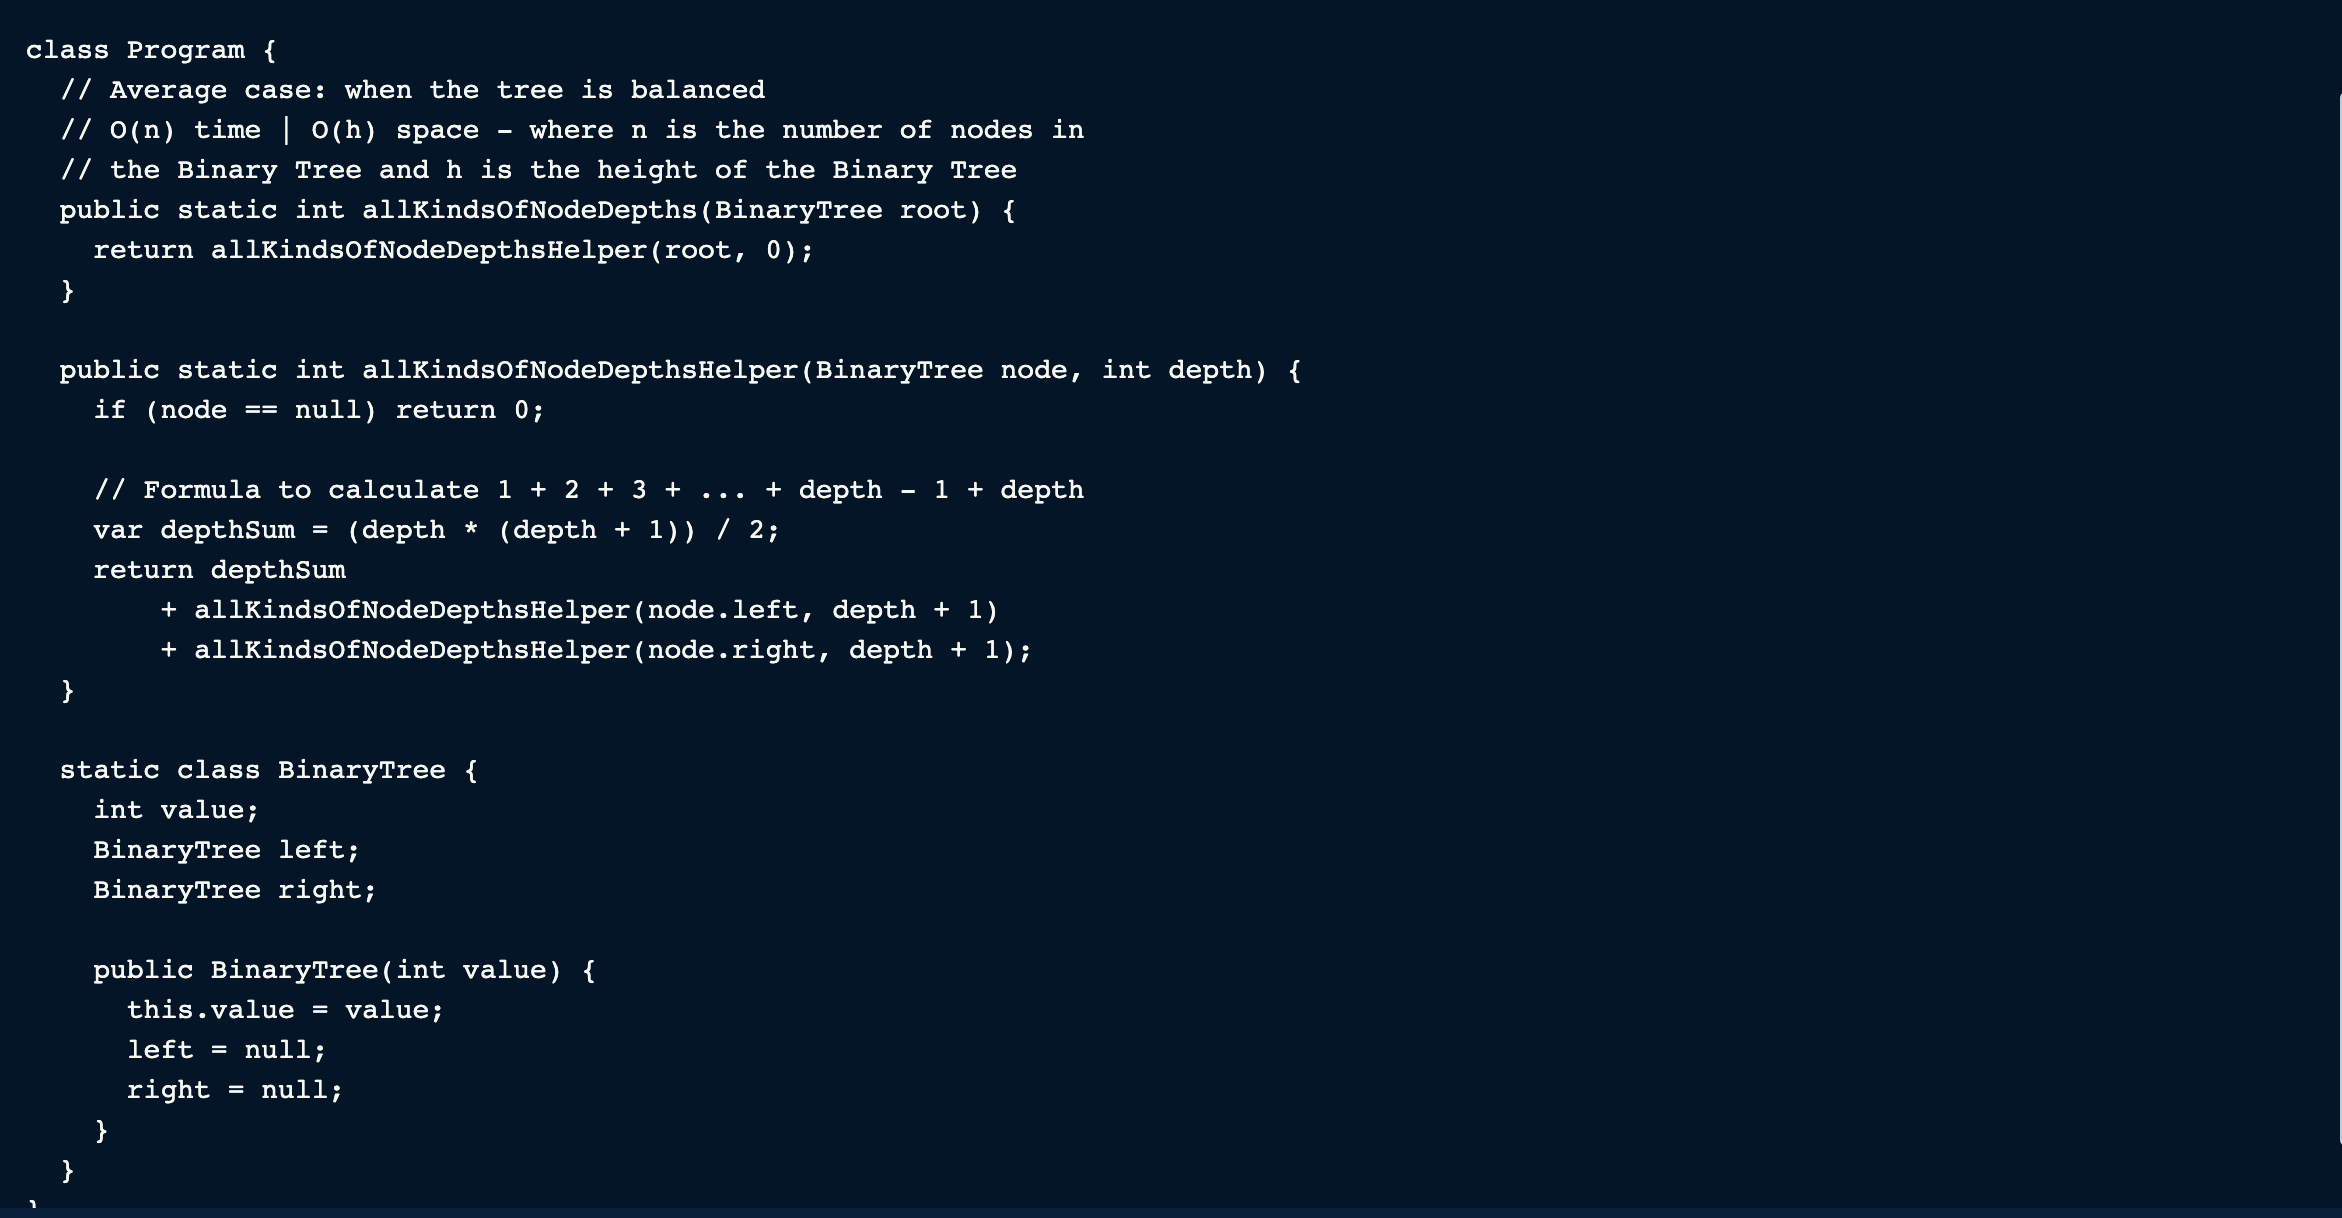 class Program {
  // Average case: when the tree is balanced
  // O(n) time | O(h) space - where n is the number of nodes in
  // the Binary Tree and h is the height of the Binary Tree
  public static int allKindsOfNodeDepths(BinaryTree root) {
    return allKindsOfNodeDepthsHelper(root, 0);
  }

  public static int allKindsOfNodeDepthsHelper(BinaryTree node, int depth) {
    if (node == null) return 0;

    // Formula to calculate 1 + 2 + 3 + ... + depth - 1 + depth
    var depthSum = (depth * (depth + 1)) / 2;
    return depthSum
        + allKindsOfNodeDepthsHelper(node.left, depth + 1)
        + allKindsOfNodeDepthsHelper(node.right, depth + 1);
  }

  static class BinaryTree {
    int value;
    BinaryTree left;
    BinaryTree right;

    public BinaryTree(int value) {
      this.value = value;
      left = null;
      right = null;
    }
  }